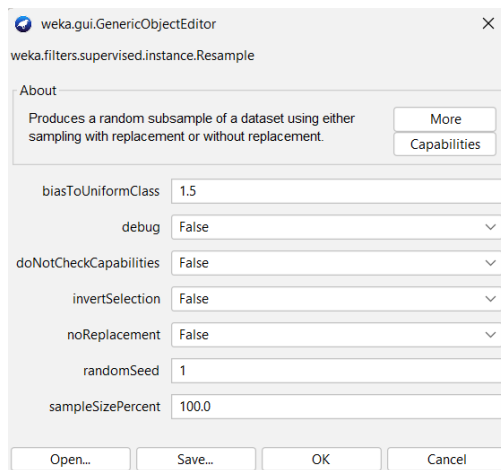 weka.gui.GenericObjectEditor
weka.filters.supervised.instance.Resample
About
Produces a random subsample of a dataset using either
sampling with replacement or without replacement.
More
Capabilities
biasToUniformClass 1.5
debug False
doNotCheckCapabilities False
invertSelection False
noReplacement False
randomSeed 1
sampleSizePercent 100.0
Open... Save... OK Cancel